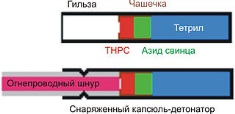 Гильза
Чашечка
Тетрил
ТНРС
Азид свинца
Огнепроводный шнур
Снаряженный капсюль-детонатор